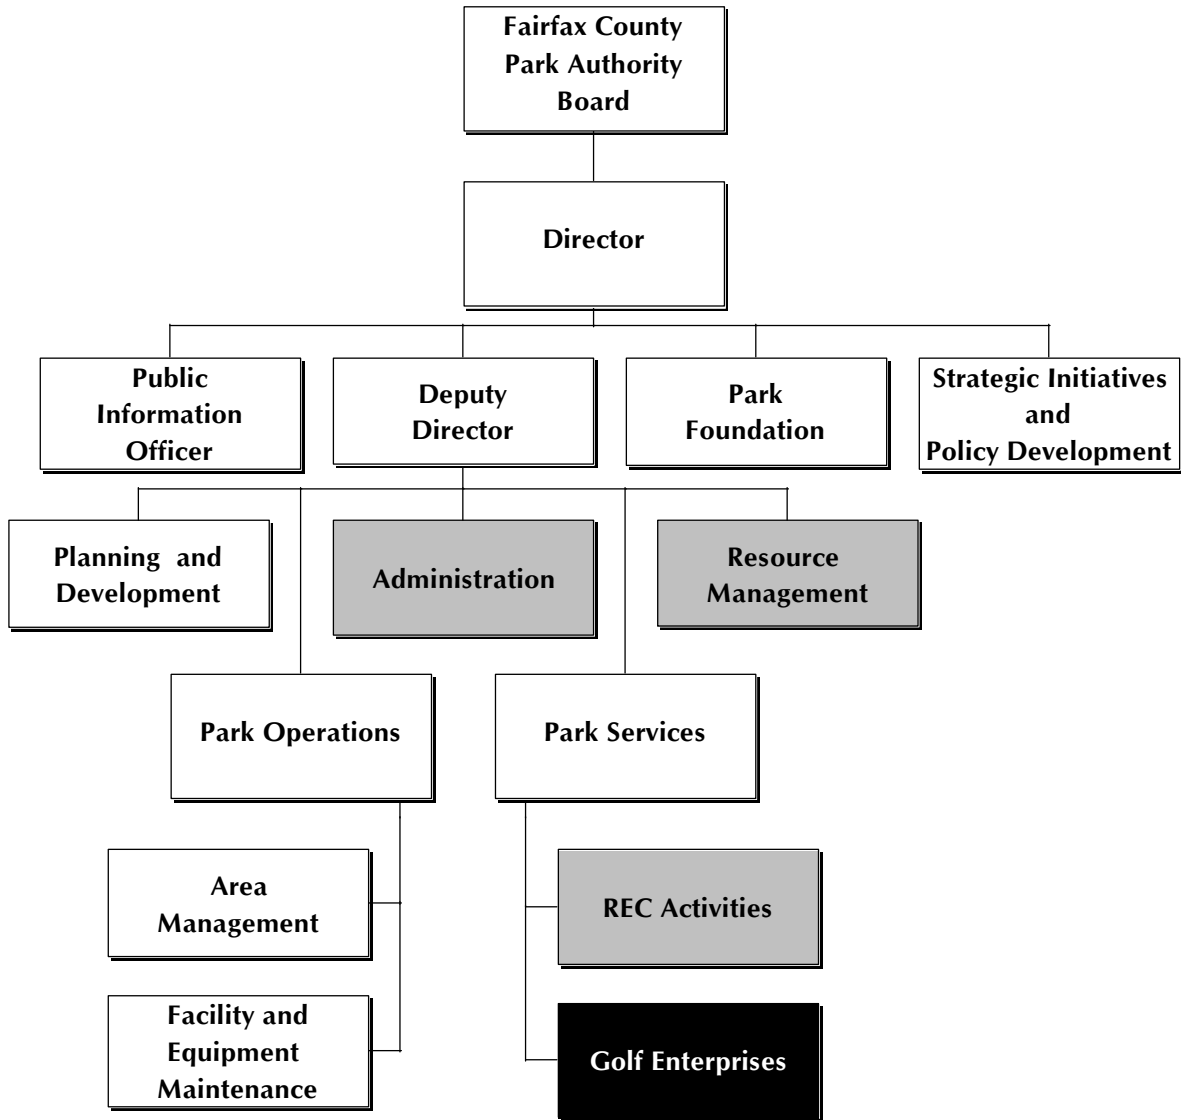 Fairfax County
Park Authority
Board
Director
Public
Information
Officer
Deputy
Director
Park
Foundation
Strategic Initiatives
and
Policy Development
Planning and
Development
Administration
Resource
Management
Park Operations
Park Services
Area
Management
REC Activities
Facility and
Equipment
Maintenance
Golf Enterprises